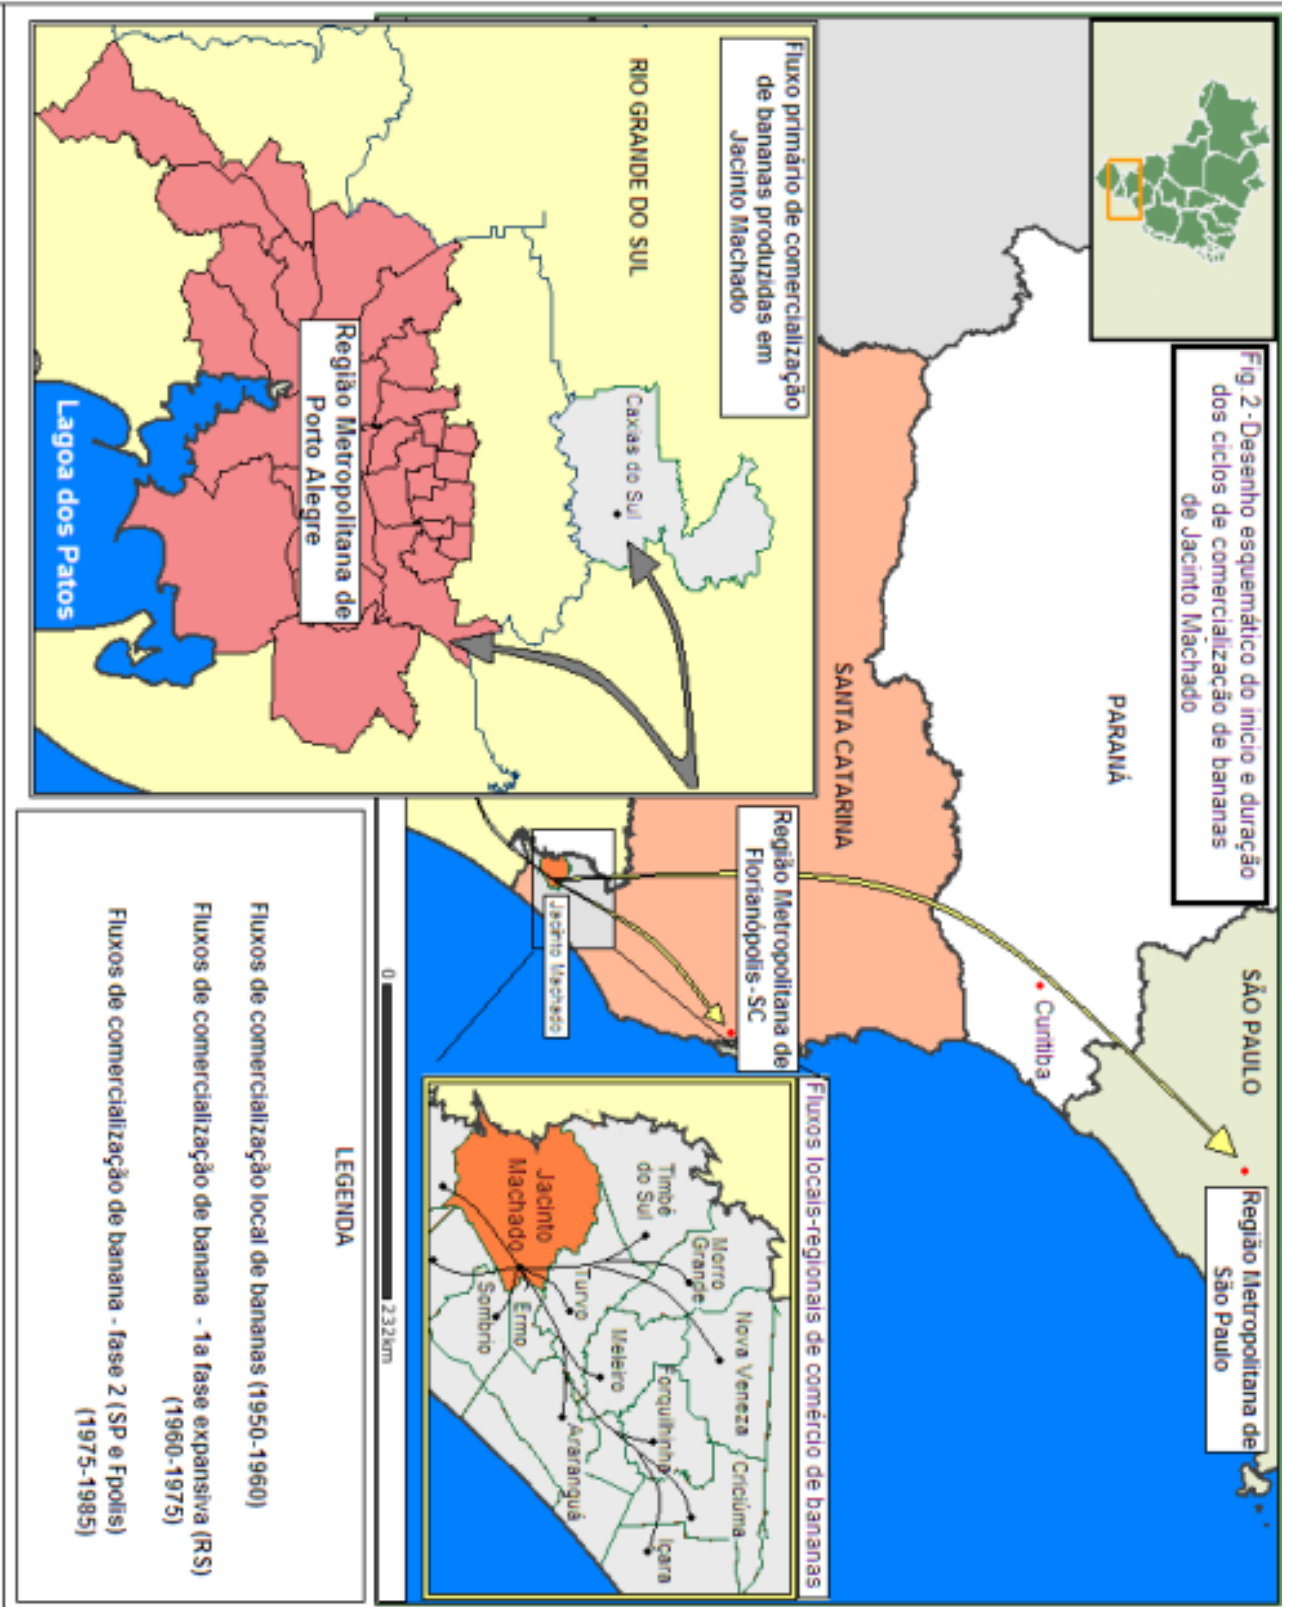 Fig.2 - Desenho esquemático do inicio e duração
dos ciclos de comercialização de bananas
de Jacinto Machado
SÃO PAULO
Região Metropolitana de
São Paulo
PARANÁ
Curitiba
SANTA CATARINA
Região Metropolitana de
Florianópolis - SC
Jacinto Machado
Fluxo primário de comercialização
de bananas produzidas em
Jacinto Machado
RIO GRANDE DO SUL
Caxias do Sul
Região Metropolitana de
Porto Alegre
Lagoa dos Patos
Fluxos locais-regionais de comércio de bananas
Timbé
do Sul
Morro
Grande
Nova Veneza
Criciúma
Jacinto
Machado
Turvo
Meleiro
Forquilhinha
Içara
Ermo
Sombrio
Araranguá
0
232km
LEGENDA
Fluxos de comercialização local de bananas (1950-1960)
Fluxos de comercialização de banana - 1a fase expansiva (RS)
(1960-1975)
Fluxos de comercialização de banana - fase 2 (SP e Fpolis)
(1975-1985)